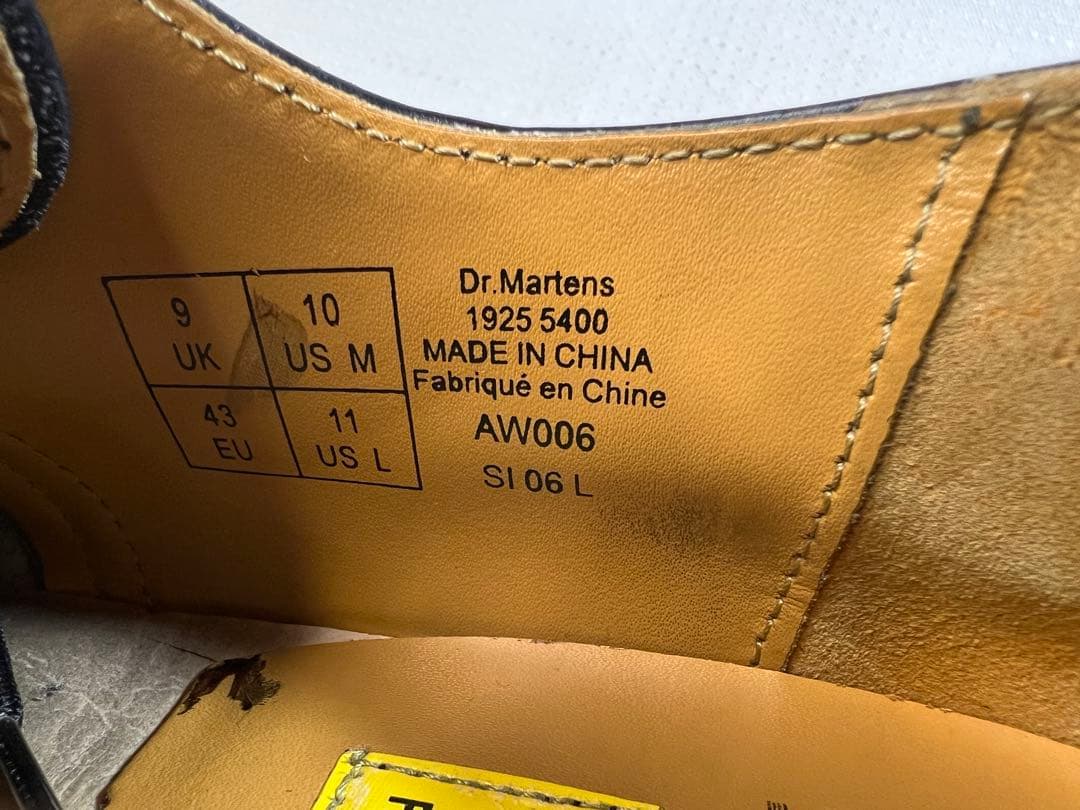 9 UK
10 US M
43 EU
11 US L
Dr.Martens
1925 5400
MADE IN CHINA
Fabriqué en Chine
AW006
SI 06 L